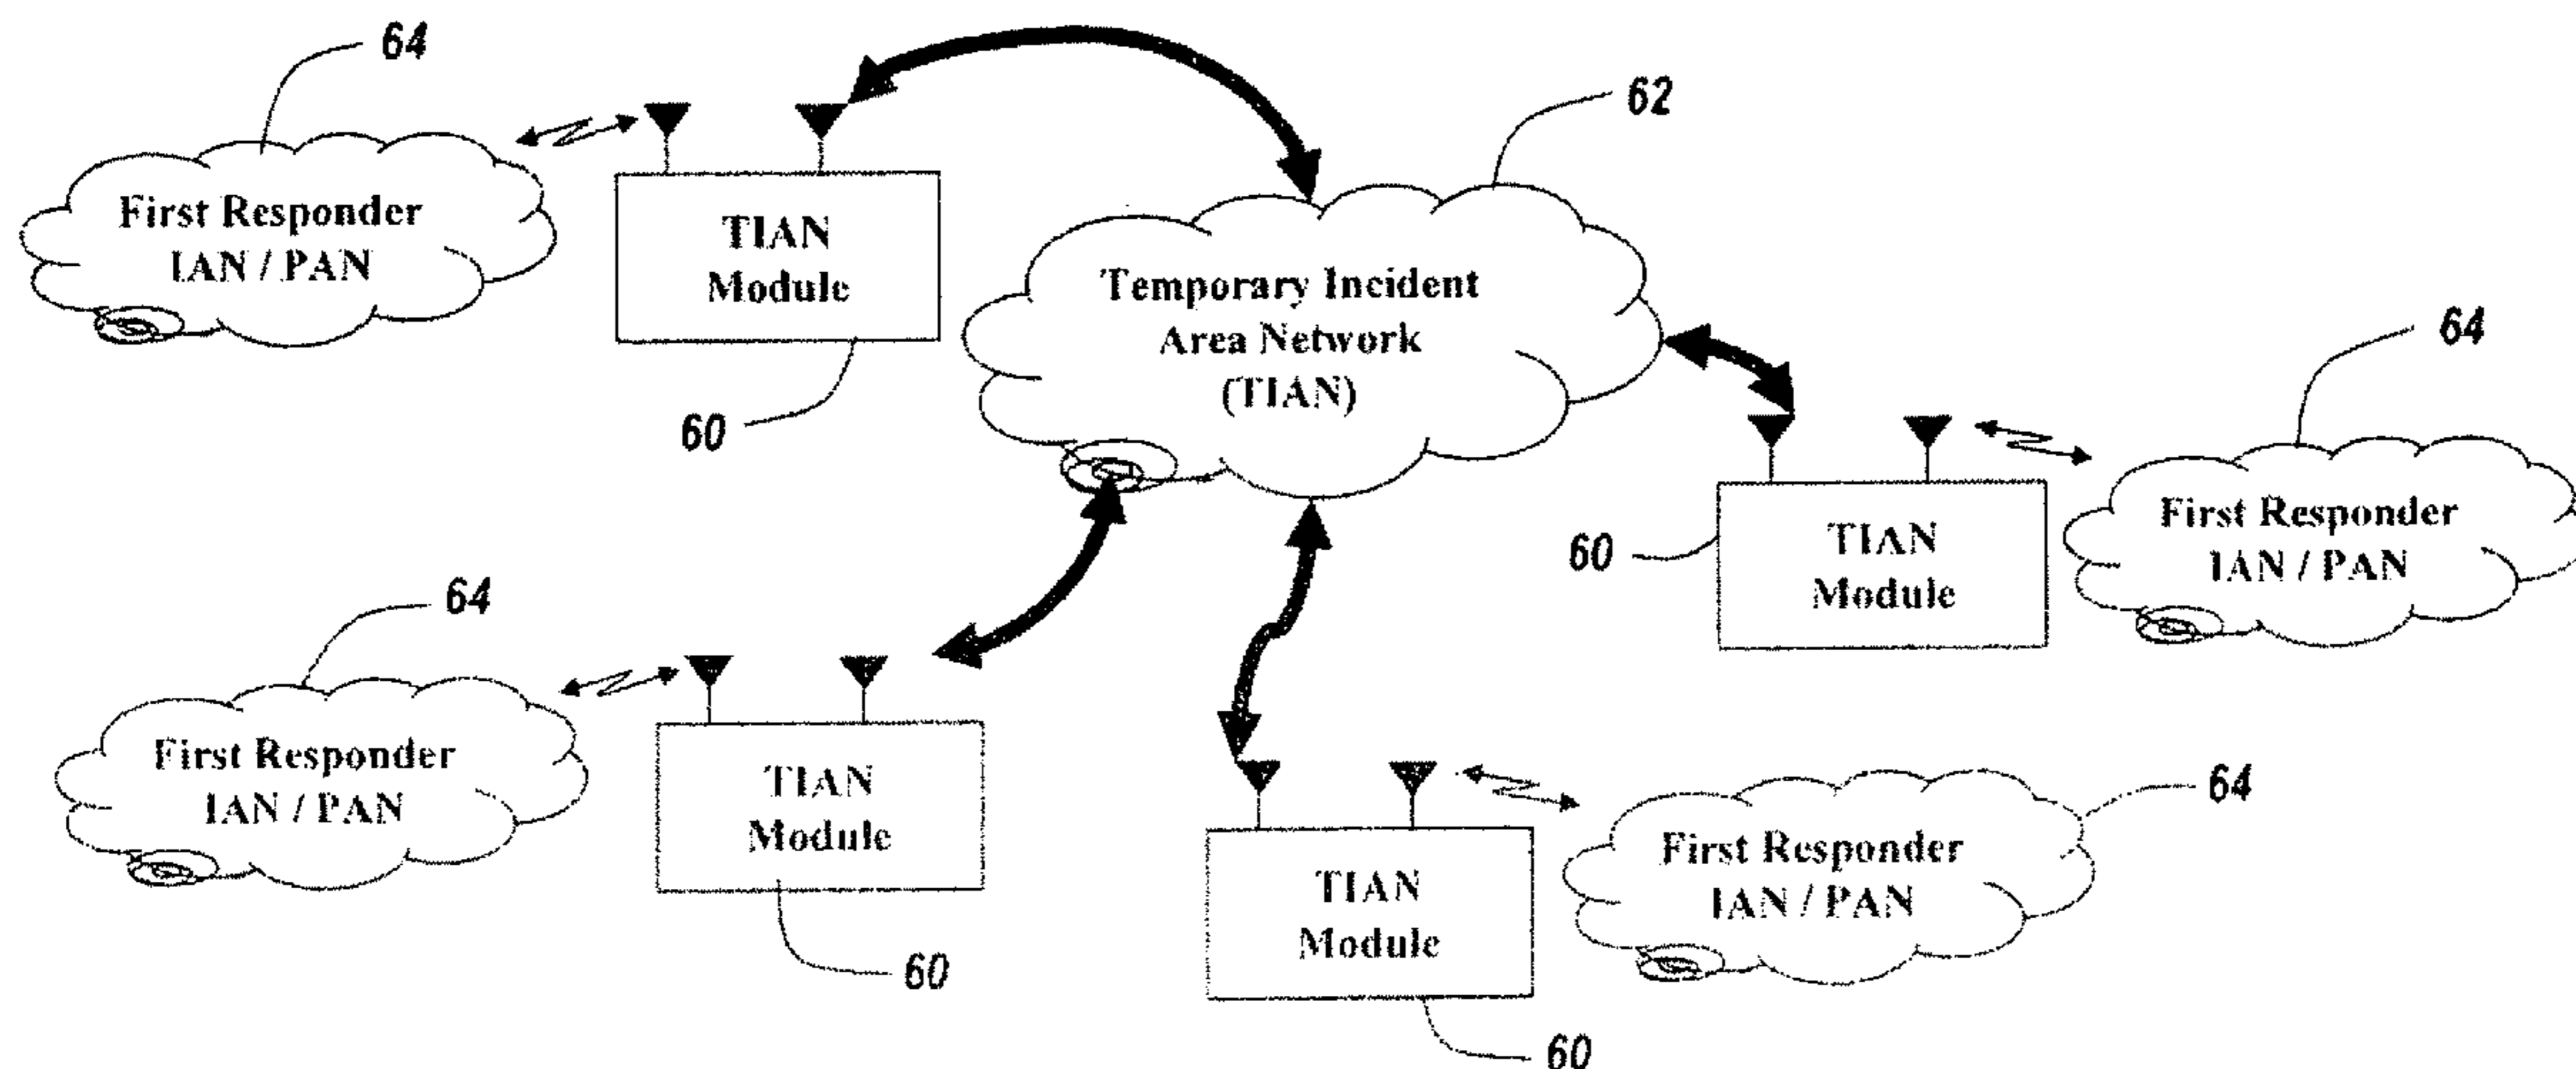 64
First Responder
IAN / PAN
TIAN
Module
60
62
Temporary Incident
Area Network
(TIAN)
64
60
TIAN
Module
First Responder
IAN / PAN
64
First Responder
IAN / PAN
TIAN
Module
60
TIAN
Module
60
First Responder
IAN / PAN
64